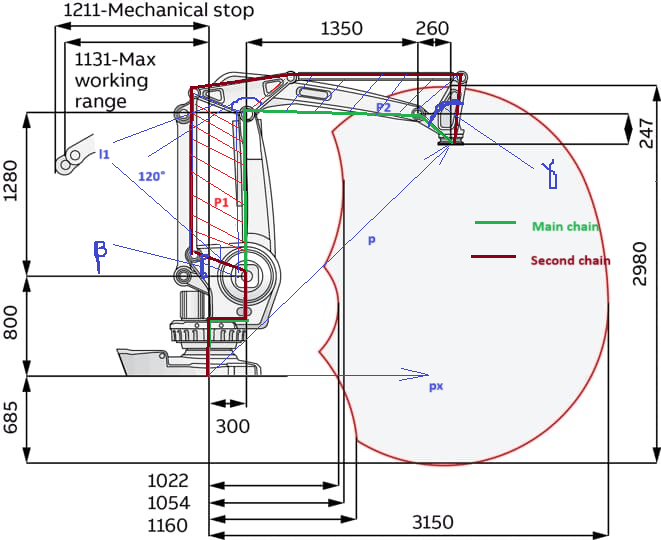 1211-Mechanical stop
1350
260
1131-Max
working
range
P2
247
l1
120°
1280
P1
γ
β
p
Main chain
Second chain
2980
800
px
685
300
1022
1054
1160
3150